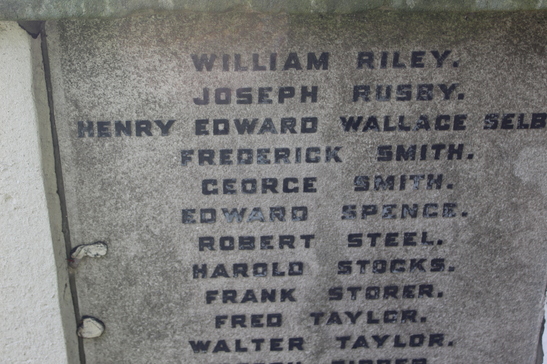 WILLIAM RILEY.
JOSEPH RUSBY.
HENRY EDWARD WALLACE SELB
FREDERICK SMITH.
GEORGE SMITH.
EDWARD SPENCE.
ROBERT STEEL.
HAROLD STOCKS.
FRANK STORER.
FRED TAYLOR.
WALTER TAYLOR.